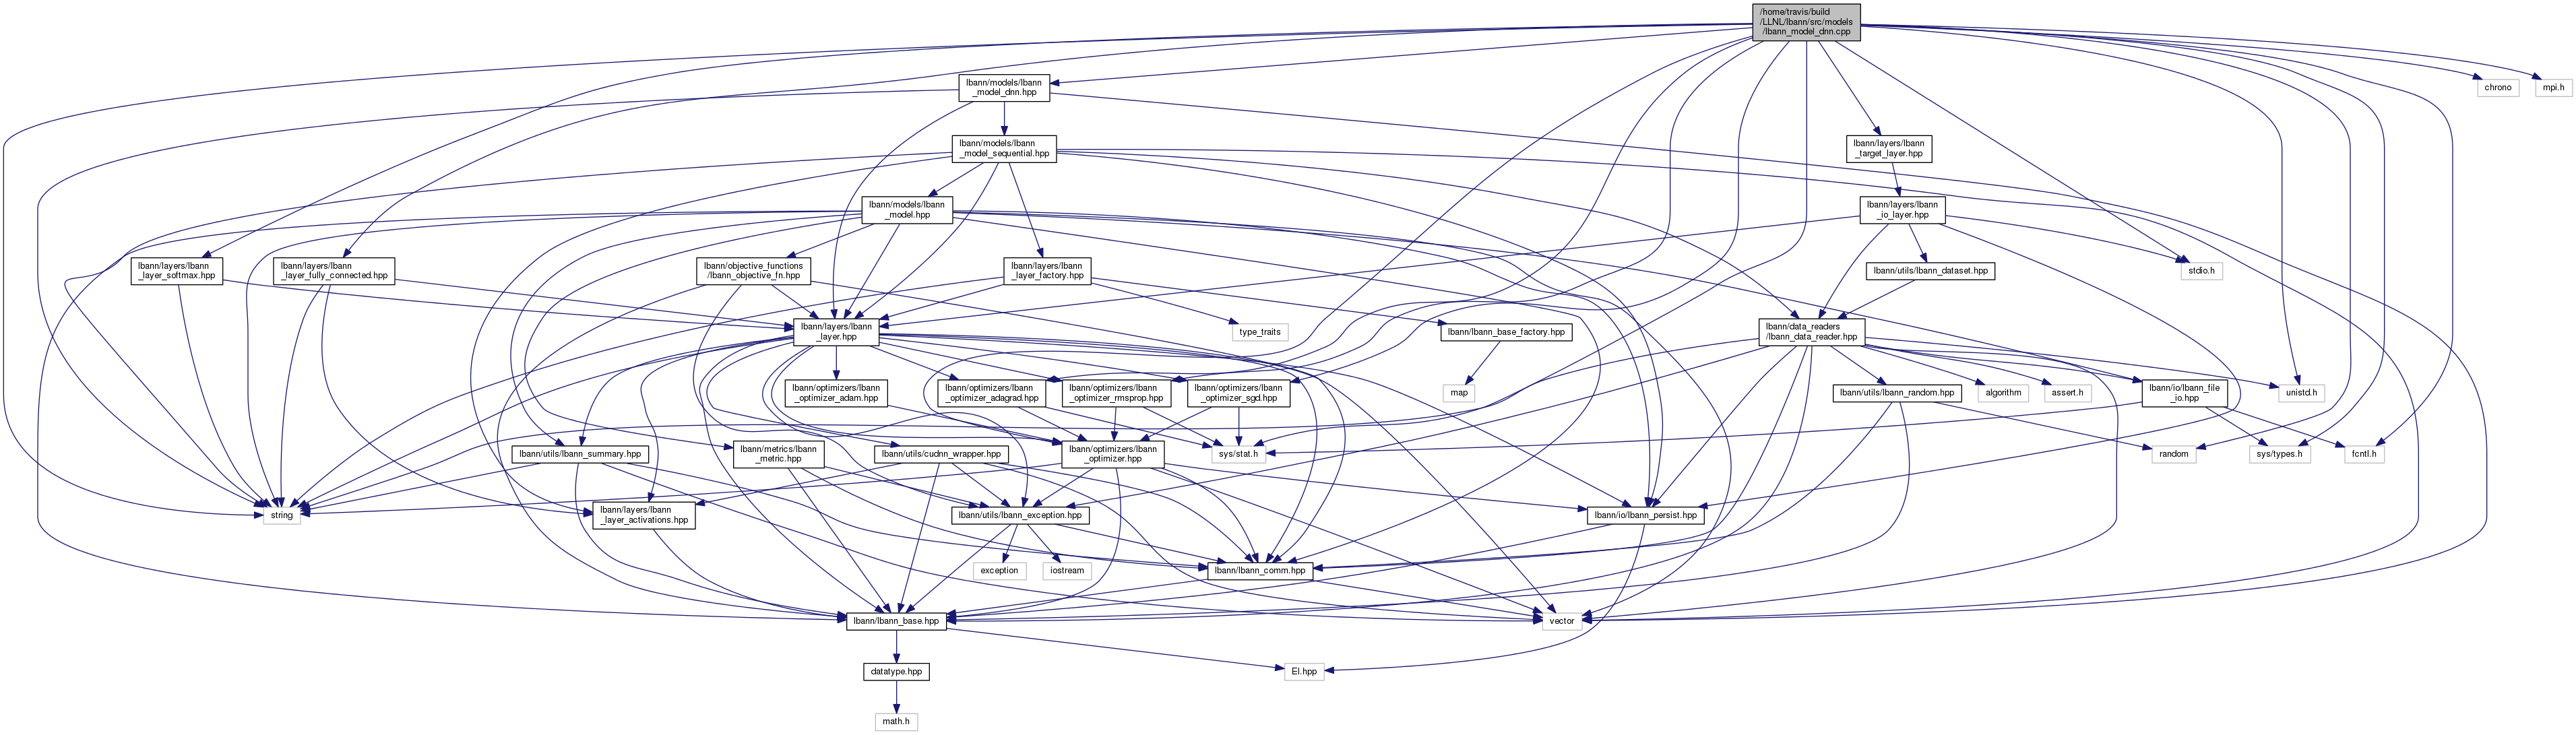 /home/travis/build
/LLNL/lbann/src/models
/lbann_model_dnn.cpp
lbann/models/lbann
_model_dnn.hpp
chrono
mpi.h
lbann/models/lbann
_model_sequential.hpp
lbann/layers/lbann
_target_layer.hpp
lbann/models/lbann
_model.hpp
lbann/layers/lbann
_io_layer.hpp
lbann/layers/lbann
_layer_softmax.hpp
lbann/layers/lbann
_layer_fully_connected.hpp
lbann/objective_functions
/lbann_objective_fn.hpp
lbann/layers/lbann
_layer_factory.hpp
lbann/utils/lbann_dataset.hpp
stdio.h
lbann/layers/lbann
_layer.hpp
type_traits
lbann/lbann_base_factory.hpp
lbann/data_readers
/lbann_data_reader.hpp
lbann/optimizers/lbann
_optimizer_adam.hpp
lbann/optimizers/lbann
_optimizer_adagrad.hpp
lbann/optimizers/lbann
_optimizer_rmsprop.hpp
lbann/optimizers/lbann
_optimizer_sgd.hpp
map
lbann/utils/lbann_random.hpp
algorithm
assert.h
lbann/io/lbann_file
_io.hpp
unistd.h
lbann/utils/lbann_summary.hpp
lbann/metrics/lbann
_metric.hpp
lbann/utils/cudnn_wrapper.hpp
lbann/optimizers/lbann
_optimizer.hpp
sys/stat.h
random
sys/types.h
fcntl.h
string
lbann/layers/lbann
_layer_activations.hpp
lbann/utils/lbann_exception.hpp
lbann/io/lbann_persist.hpp
exception
iostream
lbann/lbann_comm.hpp
lbann/lbann_base.hpp
vector
datatype.hpp
El.hpp
math.h